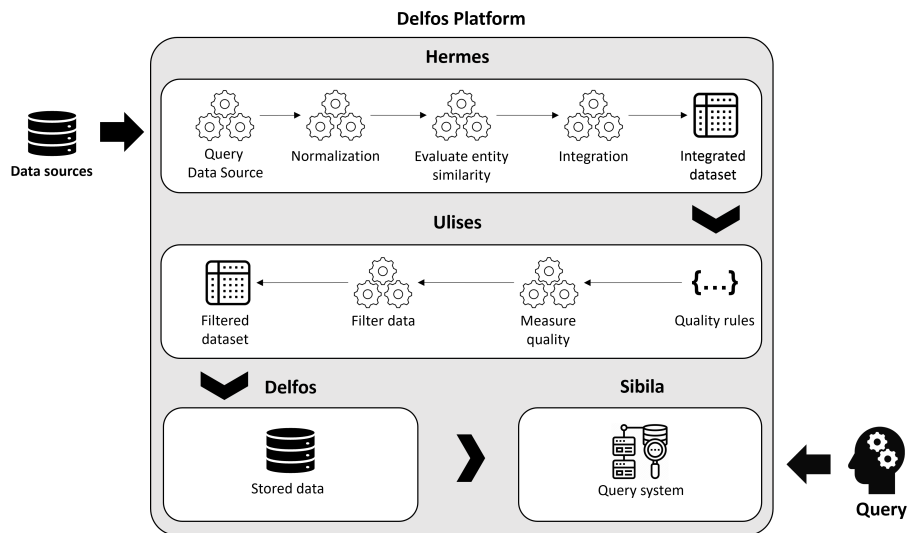 Delfos Platform
Hermes
Query
Data Source
Normalization
Evaluate entity
similarity
Integration
Integrated
dataset
Data sources
Ulises
Filtered
dataset
Filter data
Measure
quality
{...}
Quality rules
Delfos
Sibila
Stored data
Query system
Query